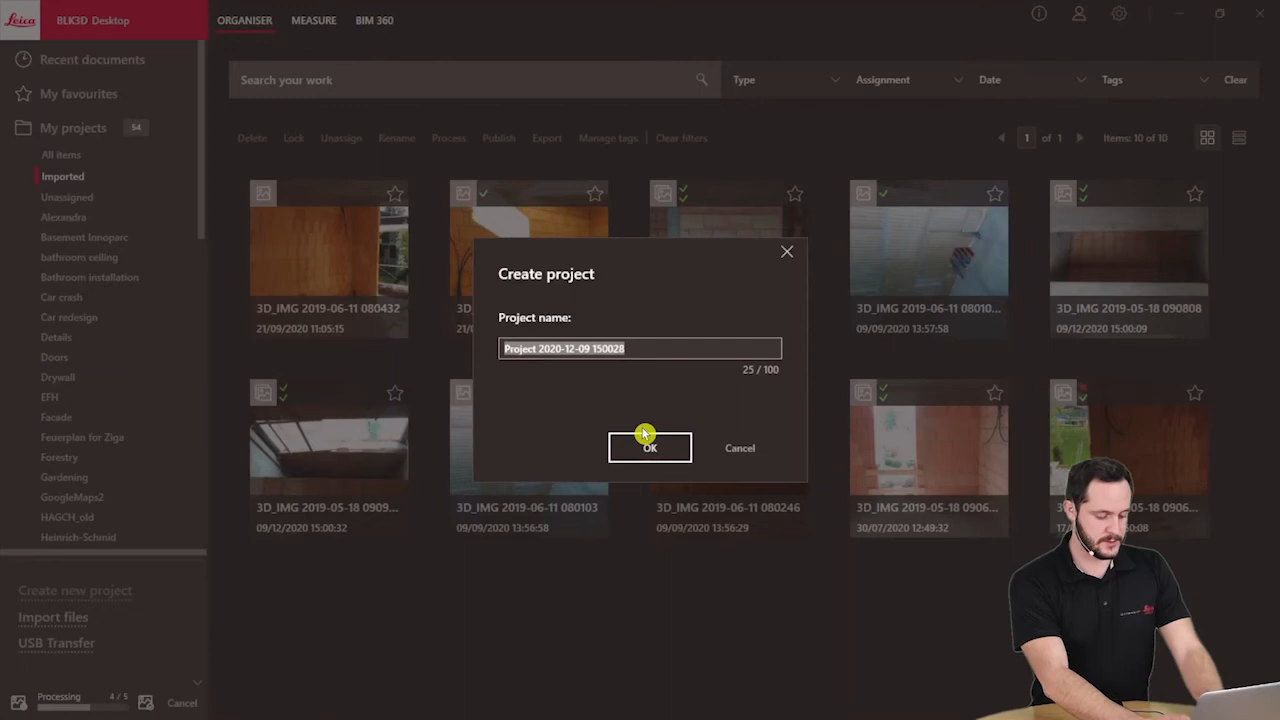 Leica
BLK3D Desktop
ORGANISER
MEASURE
BIM 360
Recent documents
My favourites
My projects 54
All items
Imported
Unassigned
Alexandra
Basement Innoparc
bathroom ceiling
Bathroom installation
Car crash
Car redesign
Details
Doors
Drywall
EFH
Facade
Feuerplan für Ziga
Forestry
Gardening
GoogleMaps2
HAGCH_old
Heinrich-Schmid
Create new project
Import files
USB Transfer
Processing 4 / 5
Cancel
Search your work
Type
Assignment
Date
Tags
Clear
Delete
Lock
Unassign
Rename
Process
Publish
Export
Manage tags
Clear filters
1 of 1
Items: 10 of 10
3D_IMG 2019-06-11 080432
21/09/2020 11:05:15
3D_IMG 2019-06-11 08010...
09/09/2020 13:57:58
3D_IMG 2019-05-18 090808
09/12/2020 15:00:09
3D_IMG 2019-05-18 0909...
09/12/2020 15:00:32
3D_IMG 2019-06-11 080103
09/09/2020 13:56:58
3D_IMG 2019-06-11 080246
09/09/2020 13:56:29
3D_IMG 2019-05-18 0906...
30/07/2020 12:49:32
3D_IMG 2019-05-18 0906...
Create project
Project name:
Project 2020-12-09 150028
25 / 100
OK
Cancel